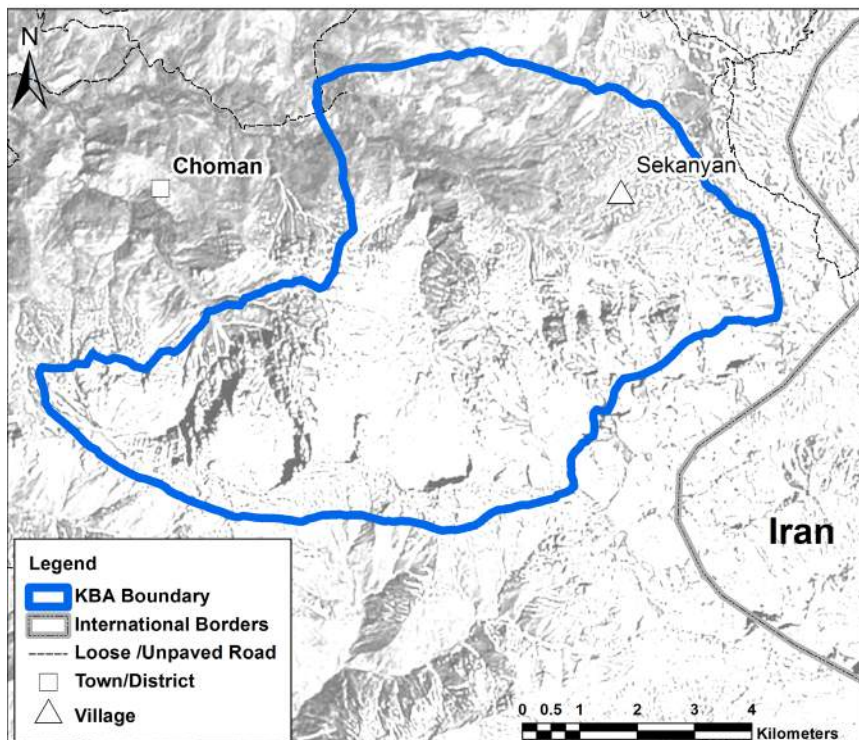 N
Choman
Sekanyan
Iran
Legend
KBA Boundary
International Borders
Loose /Unpaved Road
Town/District
Village
0 0.5 1 2 3 4
Kilometers